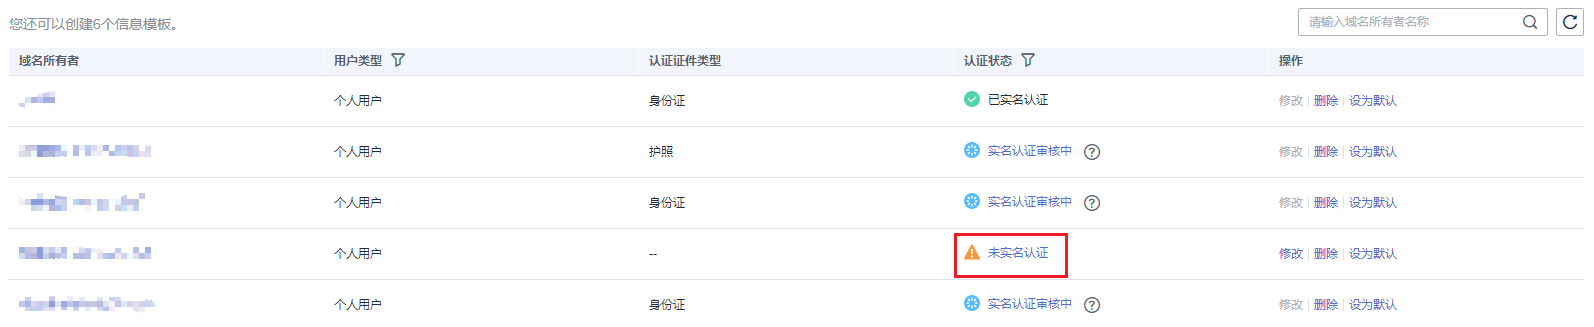 您还可以创建6个信息模板。
请输入域名所有者名称
域名所有者 用户类型 认证证件类型 认证状态 操作
个人用户 身份证 已实名认证 修改 | 删除 | 设为默认
个人用户 护照 实名认证审核中 ? 修改 | 删除 | 设为默认
个人用户 身份证 实名认证审核中 ? 修改 | 删除 | 设为默认
个人用户 -- 未实名认证 修改 | 删除 | 设为默认
个人用户 身份证 实名认证审核中 ? 修改 | 删除 | 设为默认